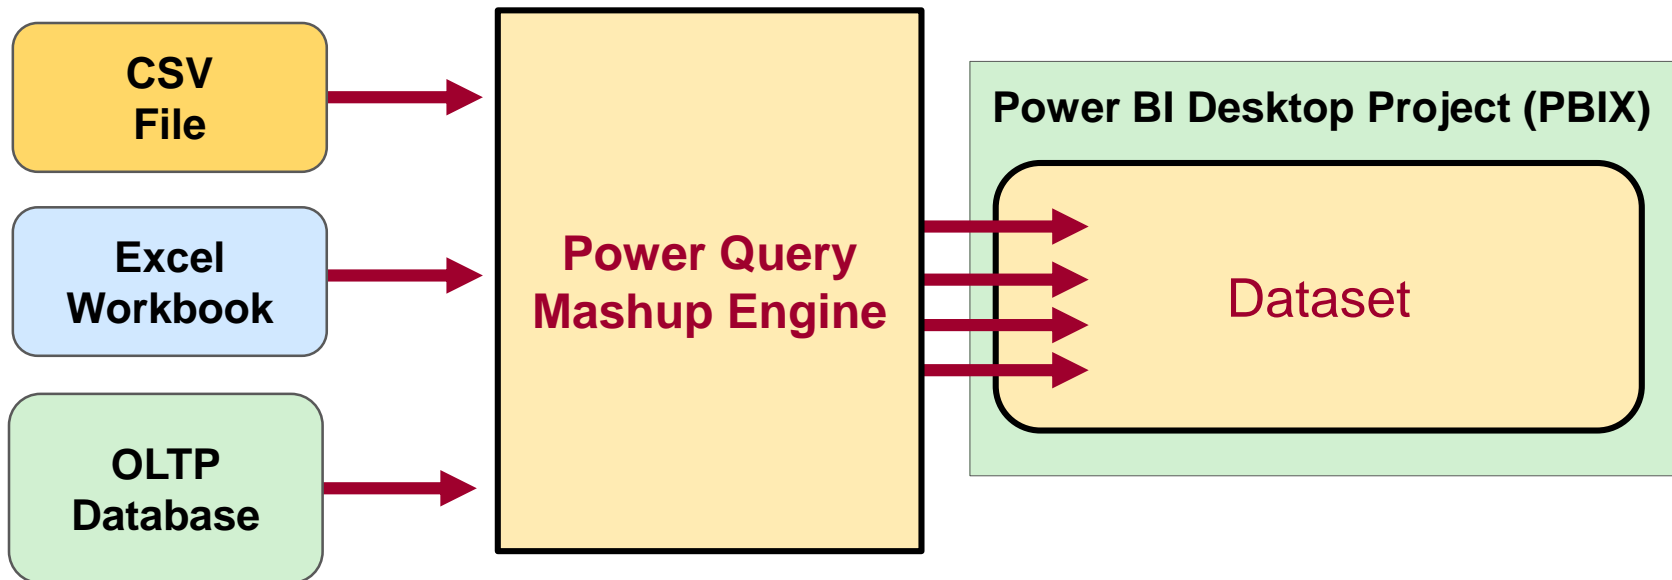 CSV
File
Excel
Workbook
OLTP
Database
Power Query
Mashup Engine
Power BI Desktop Project (PBIX)
Dataset